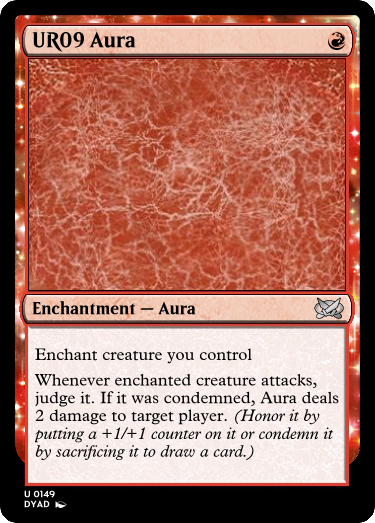 UR09 Aura
Enchantment — Aura
Enchant creature you control
Whenever enchanted creature attacks,
judge it. If it was condemned, Aura deals
2 damage to target player. (Honor it by
putting a +1/+1 counter on it or condemn it
by sacrificing it to draw a card.)
U 0149
DYAD